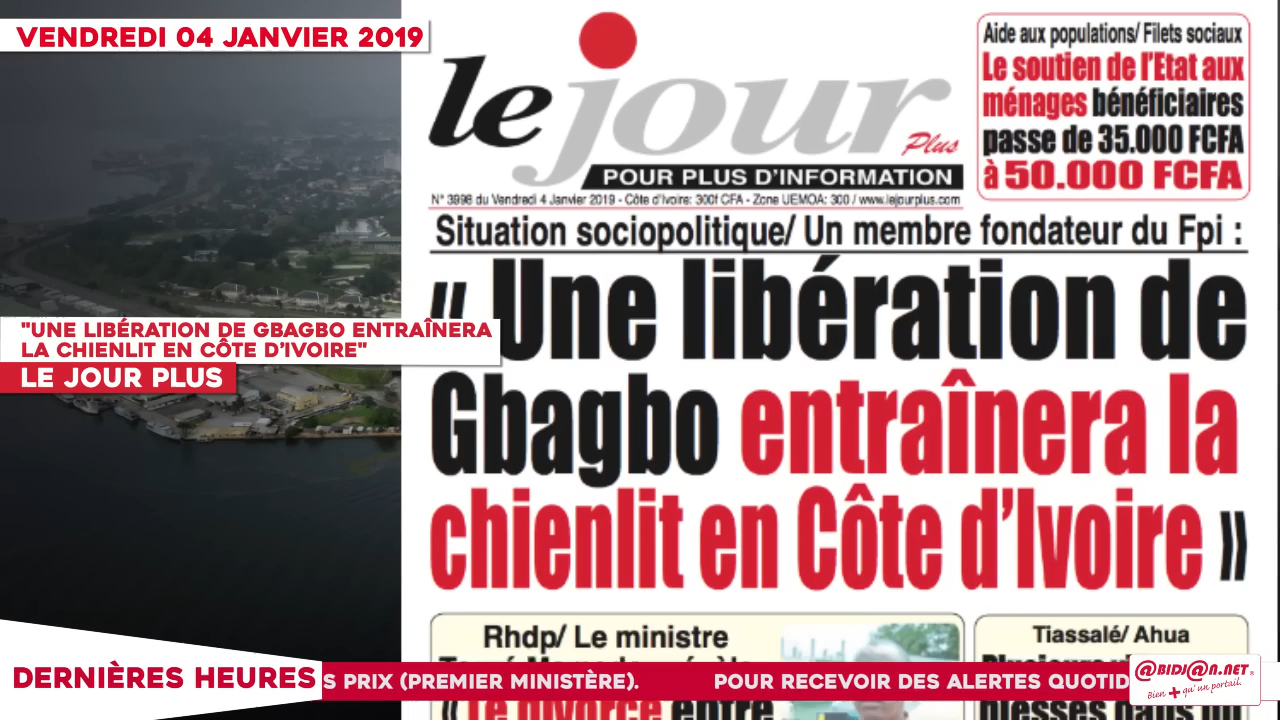 VENDREDI 04 JANVIER 2019
"UNE LIBÉRATION DE GBAGBO ENTRAÎNERA
LA CHIENLIT EN CÔTE D'IVOIRE"
LE JOUR PLUS
le jour
Plus
POUR PLUS D'INFORMATION
N° 3998 du Vendredi 4 Janvier 2019 - Côte d'Ivoire: 300f CFA - Zone UEMOA: 300 / www.lejourplus.com
Aide aux populations/ Filets sociaux
Le soutien de l'Etat aux
ménages bénéficiaires
passe de 35.000 FCFA
à 50.000 FCFA
Situation sociopolitique/ Un membre fondateur du Fpi :
« Une libération de
Gbagbo entraînera la
chienlit en Côte d'Ivoire »
Rhdp/ Le ministre
« le divorce entre
Tiassalé/ Ahua
DERNIÈRES HEURES
S PRIX (PREMIER MINISTÈRE). POUR RECEVOIR DES ALERTES QUOTID
@BIDJ@N.NET
Bien + qu'un portail.